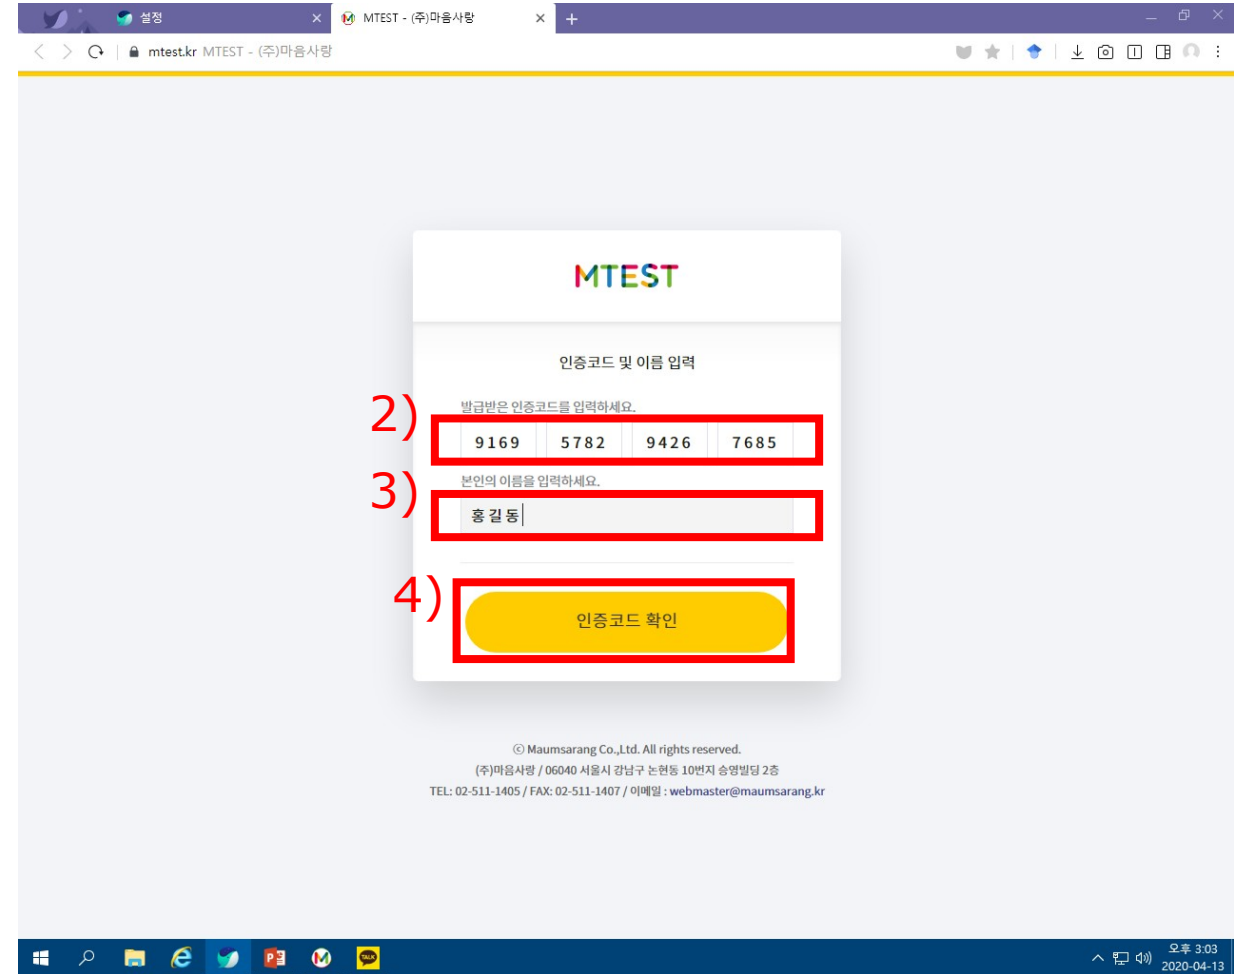 설정
MTEST - (주)마음사랑
mtest.kr MTEST - (주)마음사랑
MTEST
인증코드 및 이름 입력
2)
발급받은 인증코드를 입력하세요.
9169 5782 9426 7685
3)
본인의 이름을 입력하세요.
홍길동
4)
인증코드 확인
ⓒ Maumsarang Co.,Ltd. All rights reserved.
(주)마음사랑 / 06040 서울시 강남구 논현동 10번지 승영빌딩 2층
TEL: 02-511-1405 / FAX: 02-511-1407 / 이메일 : webmaster@maumsarang.kr
TALK
오후 3:03
2020-04-13